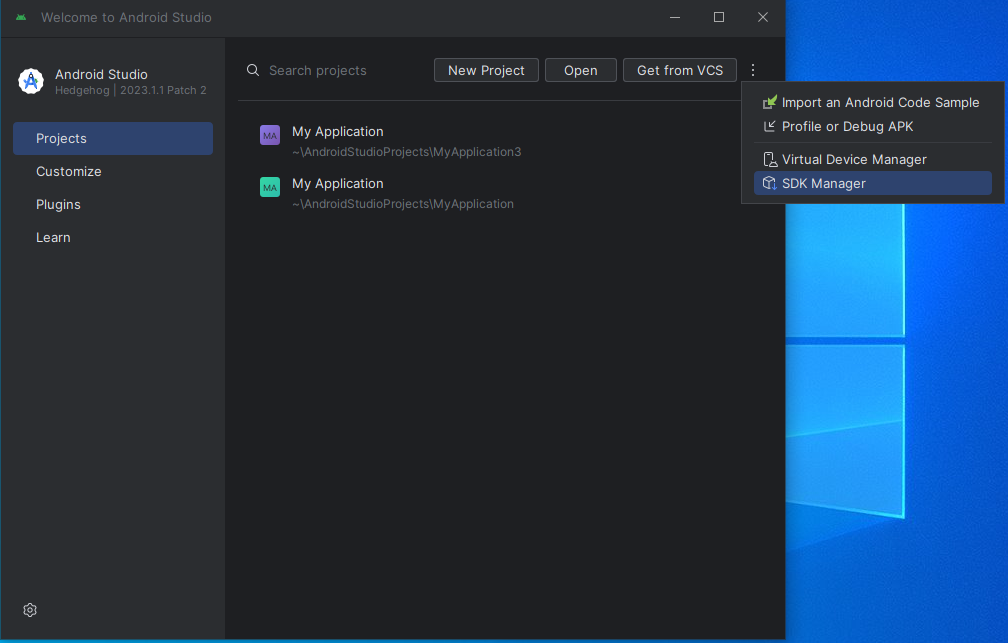 Welcome to Android Studio
Android Studio
Hedgehog | 2023.1.1 Patch 2
Projects
Customize
Plugins
Learn
Search projects
New Project
Open
Get from VCS
MA
My Application
~\AndroidStudioProjects\MyApplication3
MA
My Application
~\AndroidStudioProjects\MyApplication
Import an Android Code Sample
Profile or Debug APK
Virtual Device Manager
SDK Manager